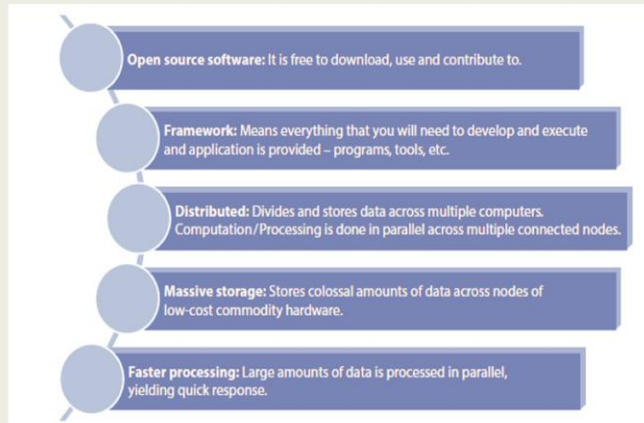 Open source software: It is free to download, use and contribute to.
Framework: Means everything that you will need to develop and execute
and application is provided – programs, tools, etc.
Distributed: Divides and stores data across multiple computers.
Computation/Processing is done in parallel across multiple connected nodes.
Massive storage: Stores colossal amounts of data across nodes of
low-cost commodity hardware.
Faster processing: Large amounts of data is processed in parallel,
yielding quick response.